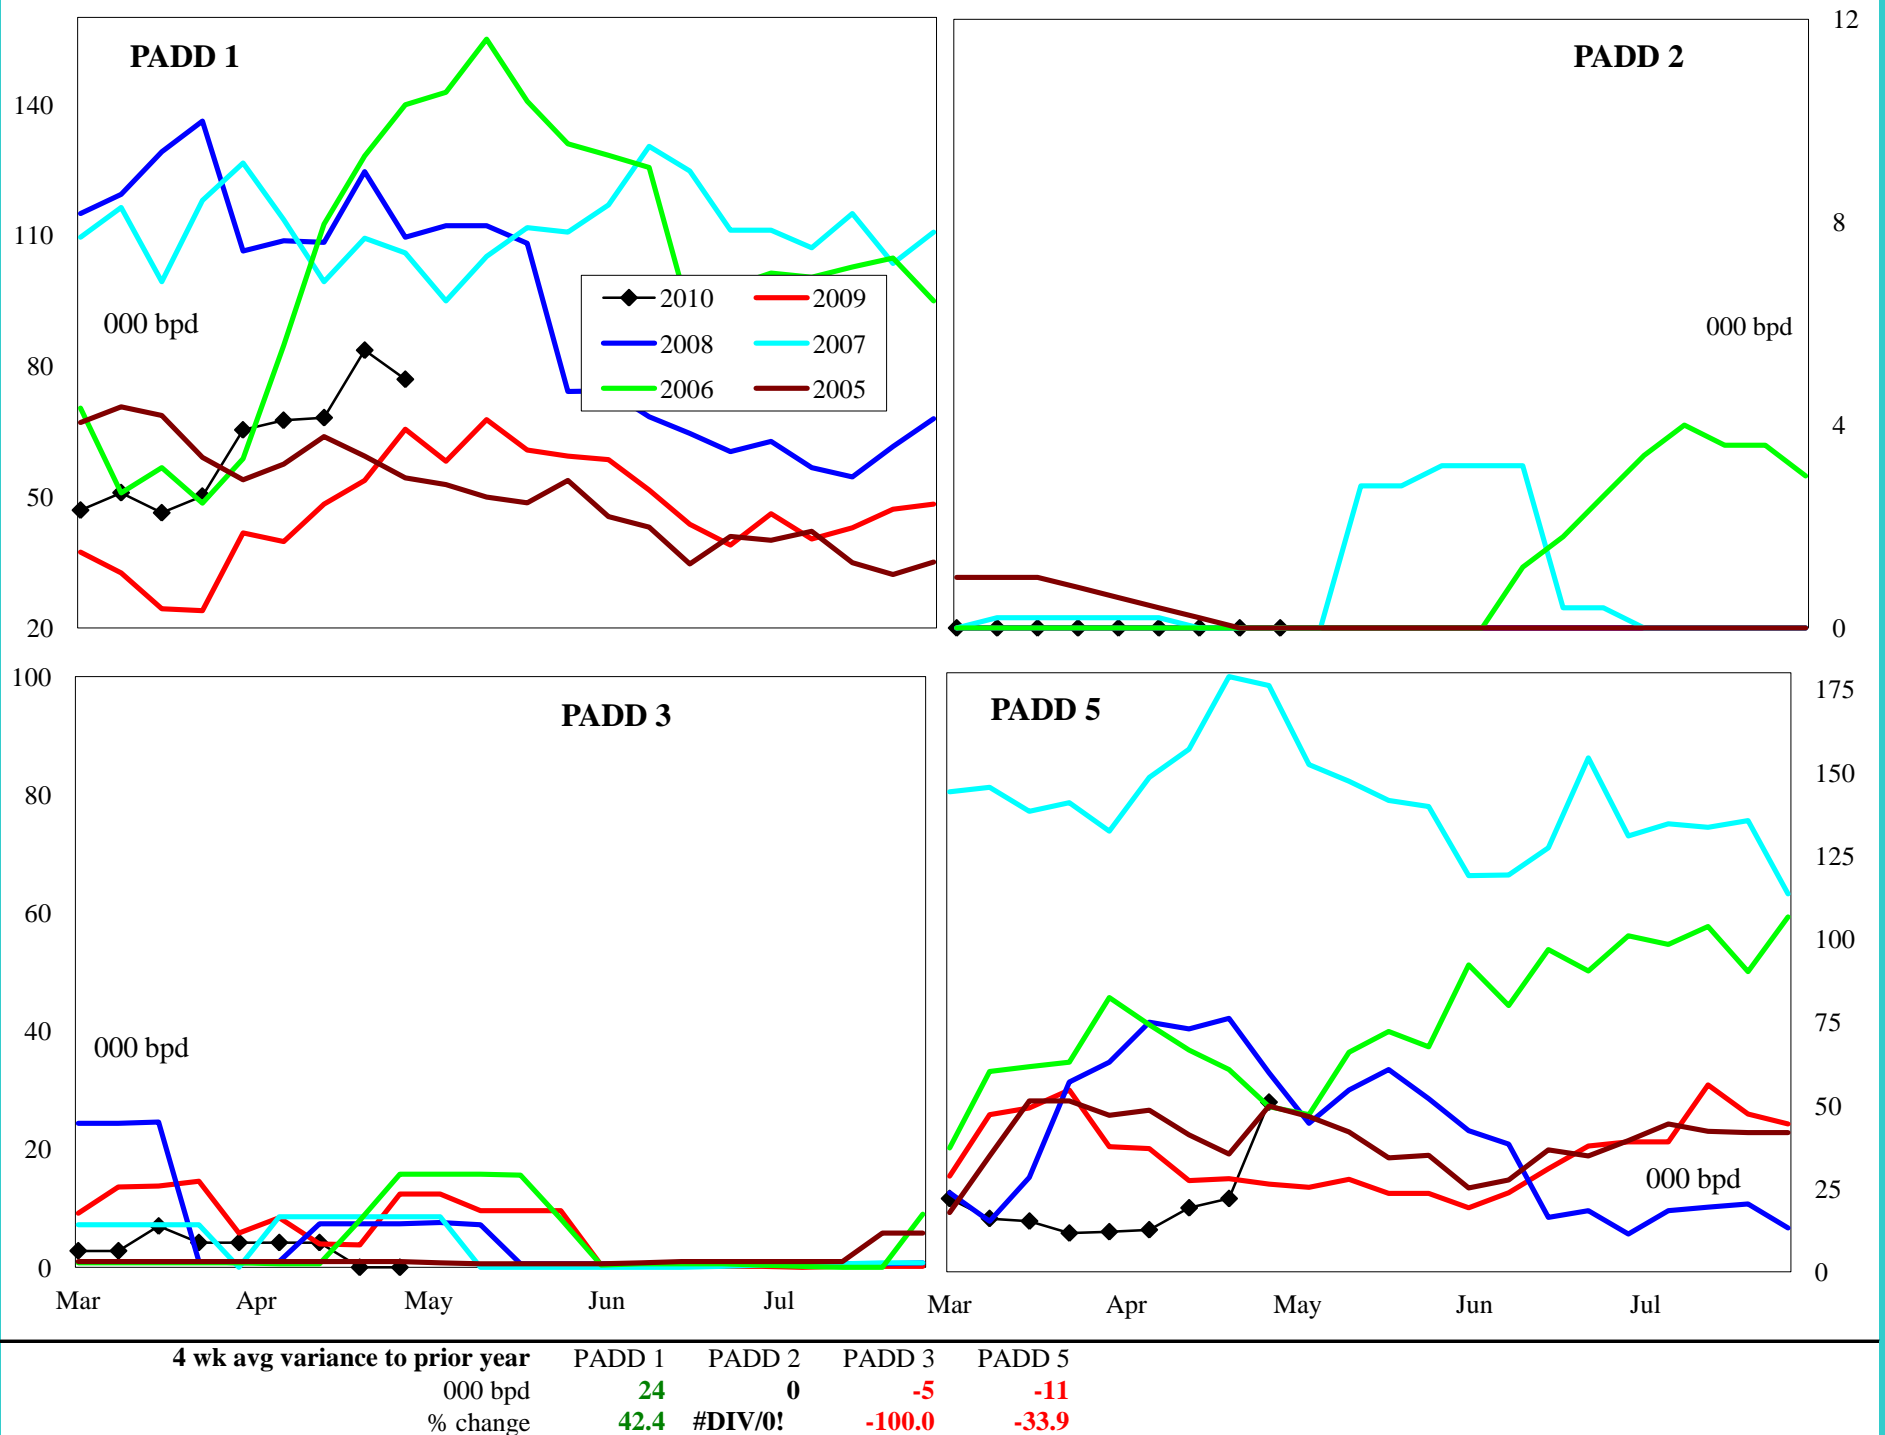 PADD 1
140
110
80
50
20
000 bpd
2010 2009
2008 2007
2006 2005
PADD 2
12
8
4
0
000 bpd
PADD 3
100
80
60
40
20
0
000 bpd
Mar Apr May Jun Jul
PADD 5
175
150
125
100
75
50
25
0
000 bpd
Mar Apr May Jun Jul
4 wk avg variance to prior year PADD 1 PADD 2 PADD 3 PADD 5
000 bpd 24 0 -5 -11
% change 42.4 #DIV/0! -100.0 -33.9